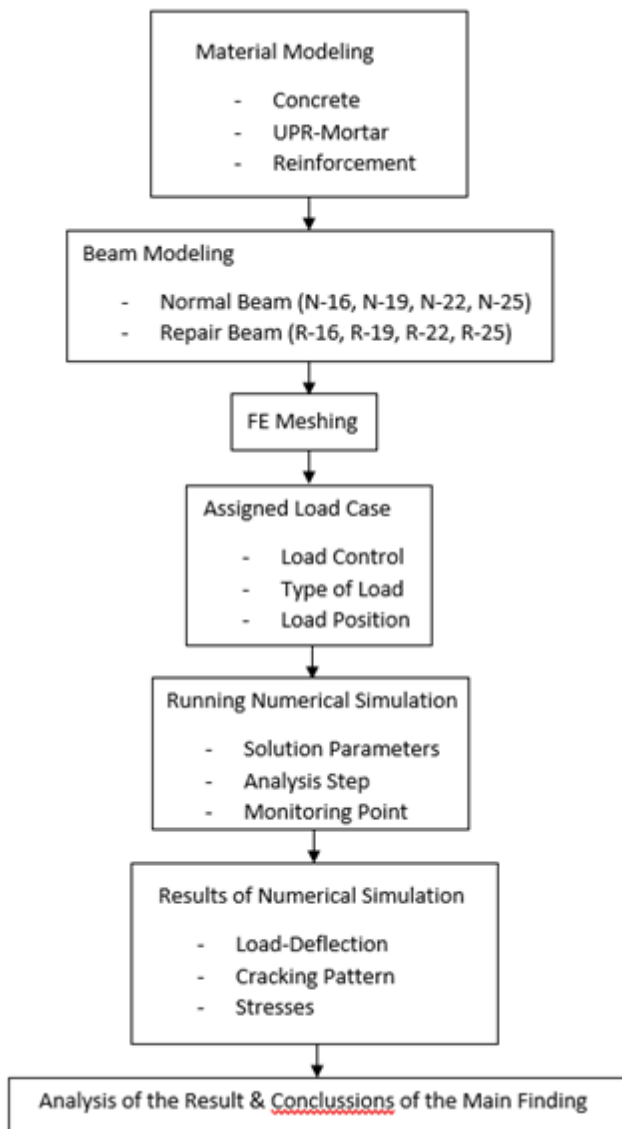 Material Modeling
- Concrete
- UPR-Mortar
- Reinforcement
Beam Modeling
- Normal Beam (N-16, N-19, N-22, N-25)
- Repair Beam (R-16, R-19, R-22, R-25)
FE Meshing
Assigned Load Case
- Load Control
- Type of Load
- Load Position
Running Numerical Simulation
- Solution Parameters
- Analysis Step
- Monitoring Point
Results of Numerical Simulation
- Load-Deflection
- Cracking Pattern
- Stresses
Analysis of the Result & Conclussions of the Main Finding